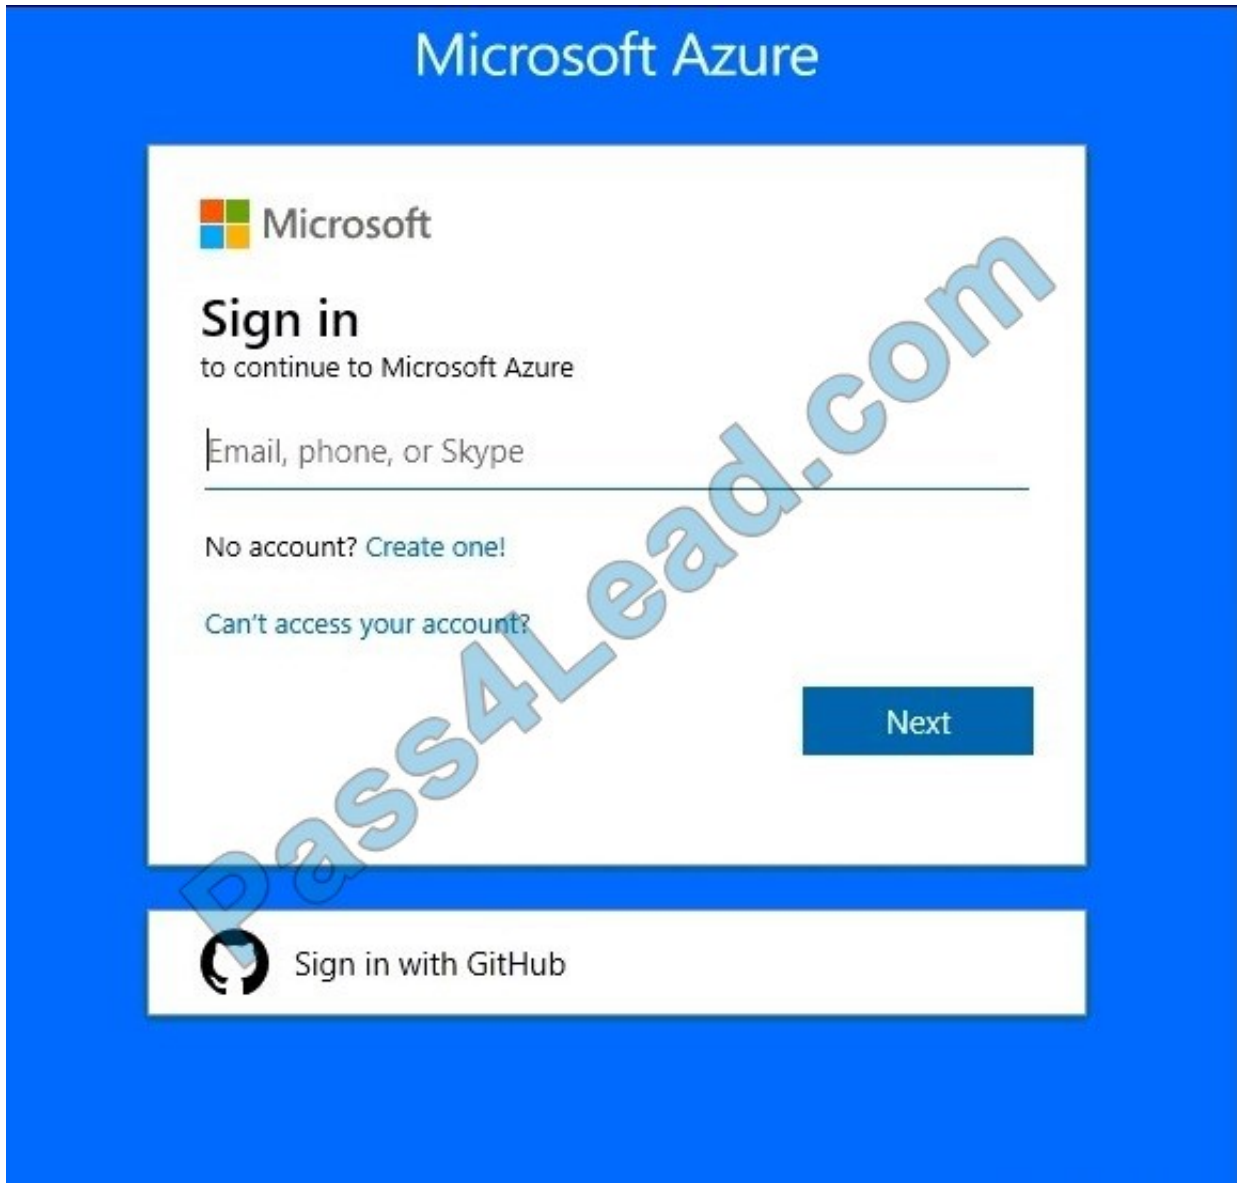 Microsoft Azure
Microsoft
Sign in
to continue to Microsoft Azure
Email, phone, or Skype
No account? Create one!
Can't access your account?
Next
Pass4Lead.com
Sign in with GitHub